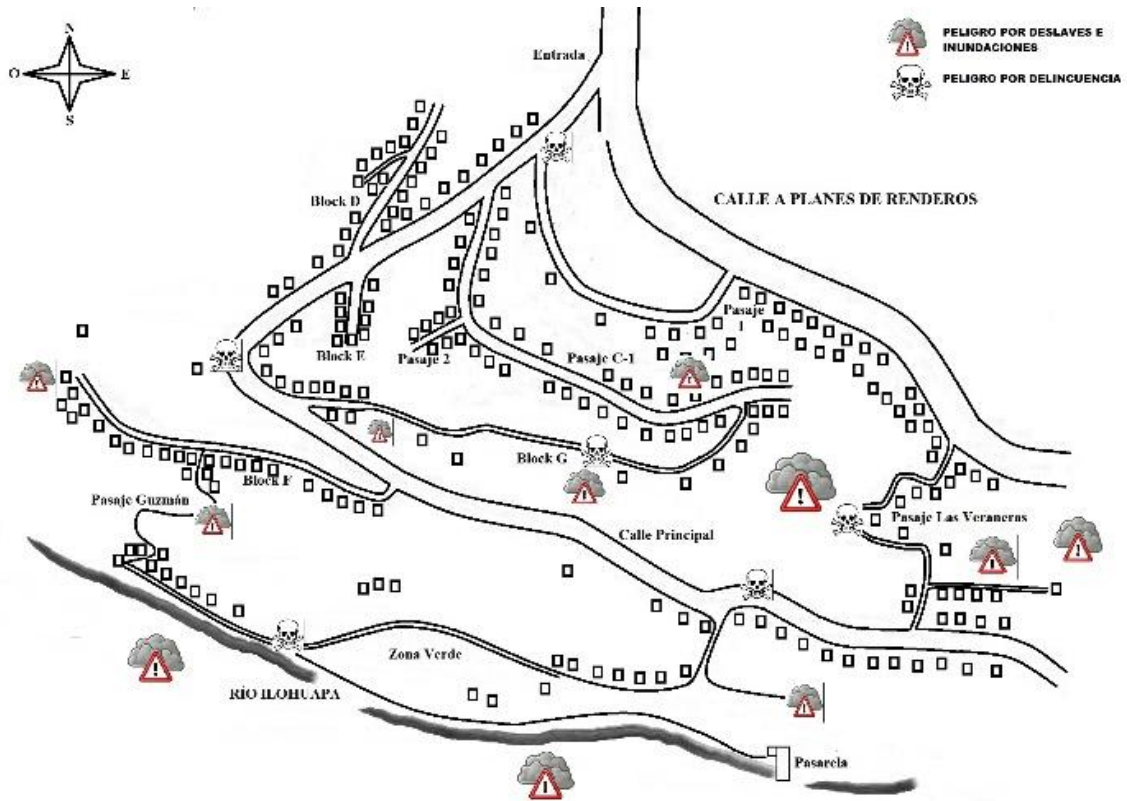 N
O E
S
PELIGRO POR DESLAVES E
INUNDACIONES
PELIGRO POR DELINCUENCIA
Entrada
CALLE A PLANES DE RENDEROS
Block D
Pasaje
1
Block E
Pasaje 2
Pasaje C-1
Block G
Block F
Pasaje Guzmán
Pasaje Las Veraneras
Calle Principal
Zona Verde
RÍO ILOHUAPA
Pasarela